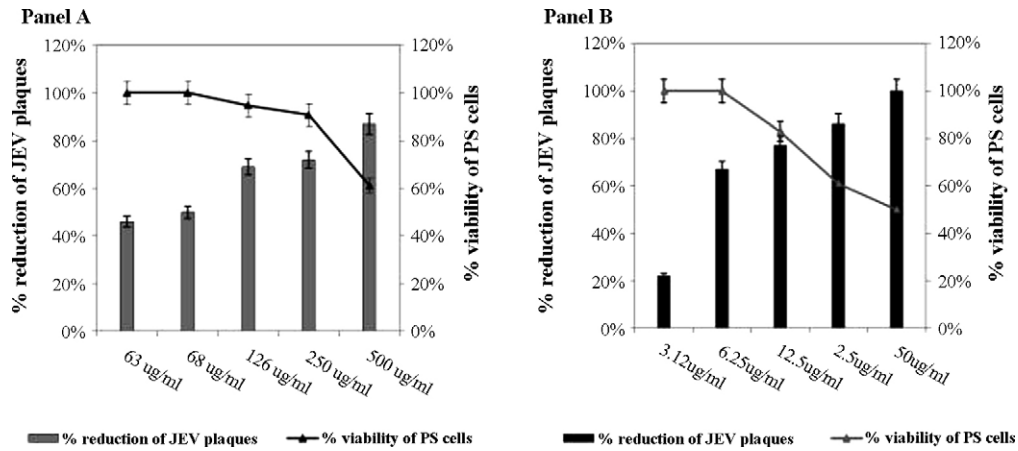 Panel A
120%
100%
80%
60%
40%
20%
0%
% reduction of JEV plaques
120%
100%
80%
60%
40%
20%
0%
% viability of PS cells
63 ug/ml
68 ug/ml
126 ug/ml
250 ug/ml
500 ug/ml
% reduction of JEV plaques
% viability of PS cells
Panel B
120%
100%
80%
60%
40%
20%
0%
% reduction of JEV plaques
120%
100%
80%
60%
40%
20%
0%
% viability of PS cells
3.12ug/ml
6.25ug/ml
12.5ug/ml
2.5ug/ml
50ug/ml
% reduction of JEV plaques
% viability of PS cells